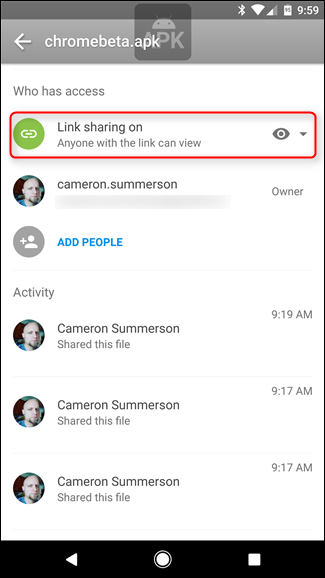 9:59
chromebeta.apk
APK
Who has access
Link sharing on
Anyone with the link can view
cameron.summerson
Owner
ADD PEOPLE
Activity
9:19 AM
Cameron Summerson
Shared this file
9:17 AM
Cameron Summerson
Shared this file
9:17 AM
Cameron Summerson
Shared this file